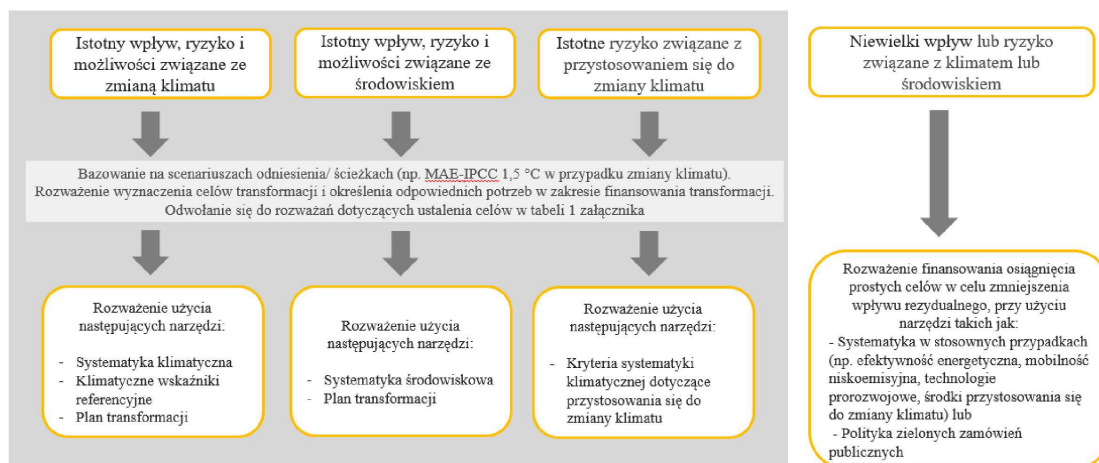 Istotny wpływ, ryzyko i
możliwości związane ze
zmianą klimatu
Istotny wpływ, ryzyko i
możliwości związane ze
środowiskiem
Istotne ryzyko związane z
przystosowaniem się do
zmiany klimatu
Niewielki wpływ lub ryzyko
związane z klimatem lub
środowiskiem
Bazowanie na scenariuszach odniesienia/ ścieżkach (np. MAE-IPCC 1,5 °C w przypadku zmiany klimatu).
Rozważenie wyznaczenia celów transformacji i określenia odpowiednich potrzeb w zakresie finansowania transformacji.
Odwołanie się do rozważań dotyczących ustalenia celów w tabeli 1 załącznika
Rozważenie użycia
następujących narzędzi:
- Systematyka klimatyczna
- Klimatyczne wskaźniki
referencyjne
- Plan transformacji
Rozważenie użycia
następujących narzędzi:
- Systematyka środowiskowa
- Plan transformacji
Rozważenie użycia
następujących narzędzi:
- Kryteria systematyki
klimatycznej dotyczące
przystosowania się do
zmiany klimatu
Rozważenie finansowania osiągnięcia
prostych celów w celu zmniejszenia
wpływu rezydualnego, przy użyciu
narzędzi takich jak:
- Systematyka w stosownych przypadkach
(np. efektywność energetyczna, mobilność
niskoemisyjna, technologie
prorozwojowe, środki przystosowania się
do zmiany klimatu) lub
- Polityka zielonych zamówień
publicznych